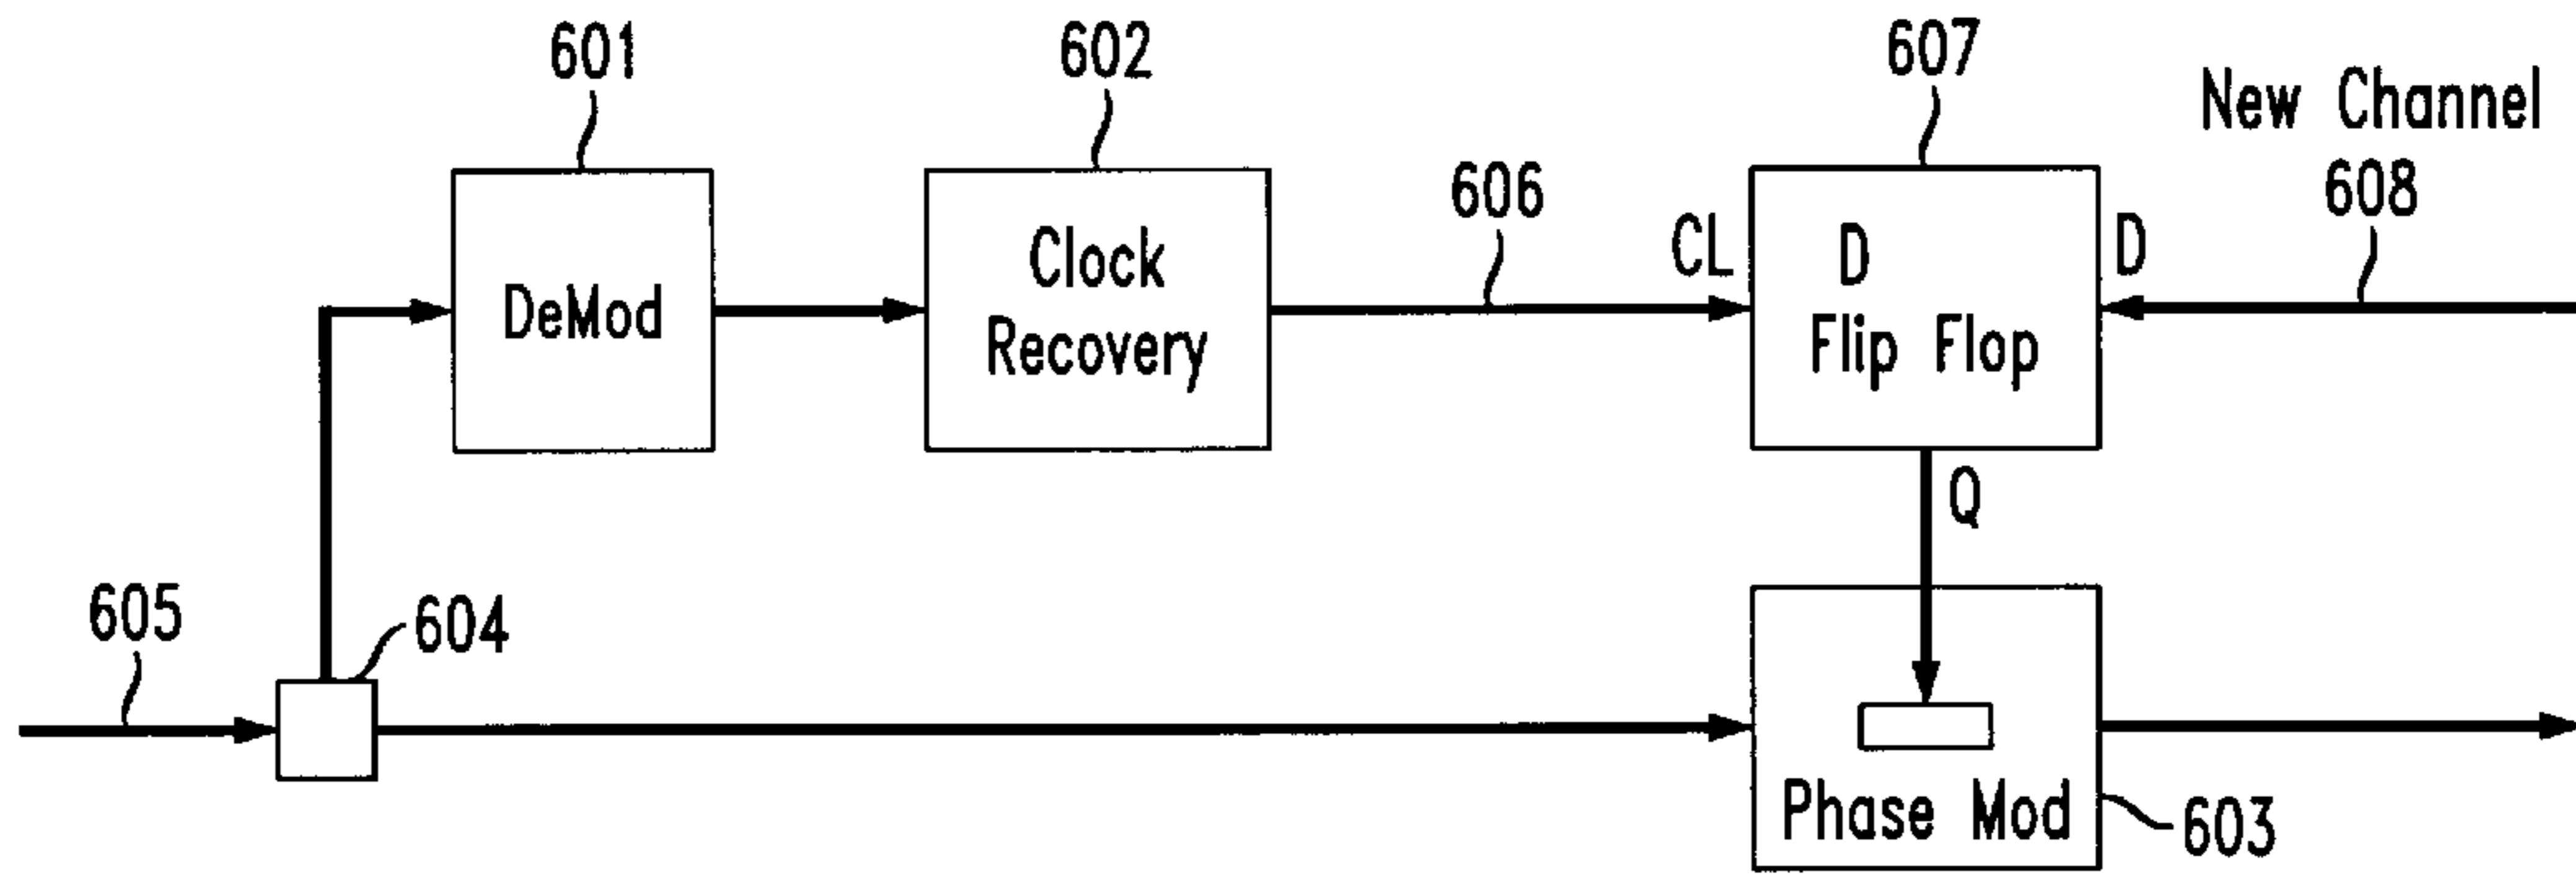 601
602
607
New Channel
608
606
CL
D
D
Flip Flop
Clock
Recovery
DeMod
Q
605
604
Phase Mod
603